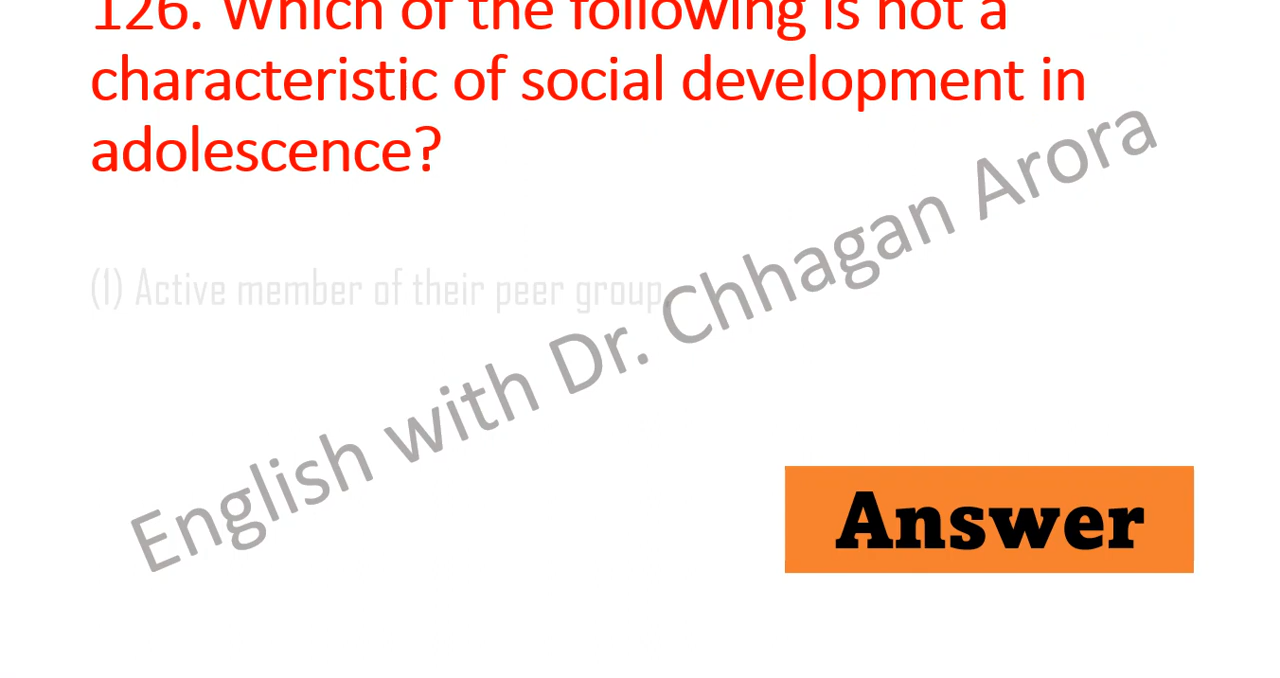 126. Which of the following is not a
characteristic of social development in
adolescence?
(1) Active member of their peer group
English with Dr. Chhagan Arora
Answer